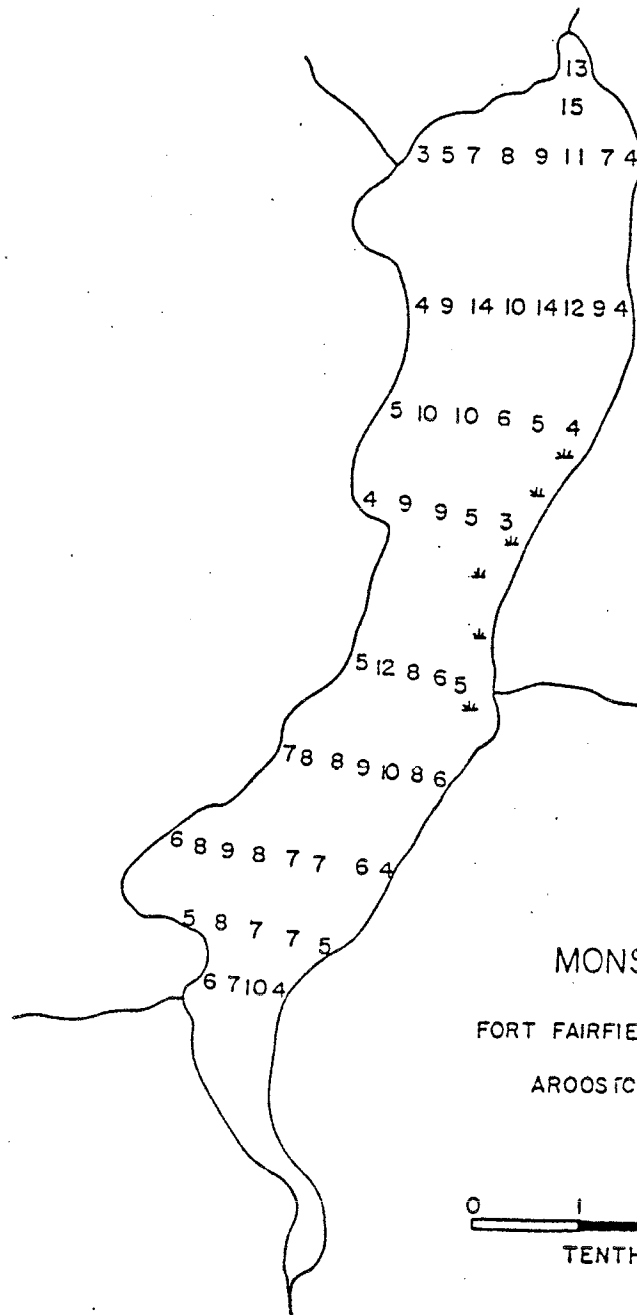 13
15
3 5 7 8 9 11 7 4
4 9 14 10 14 12 9 4
5 10 10 6 5 4
4 9 9 5 3
5 12 8 6 5
7 8 8 9 10 8 6
6 8 9 8 7 7 6 4
5 8 7 7 5
6 7 10 4
MONS
FORT FAIRFIE
AROOSTC
0 1
TENTH